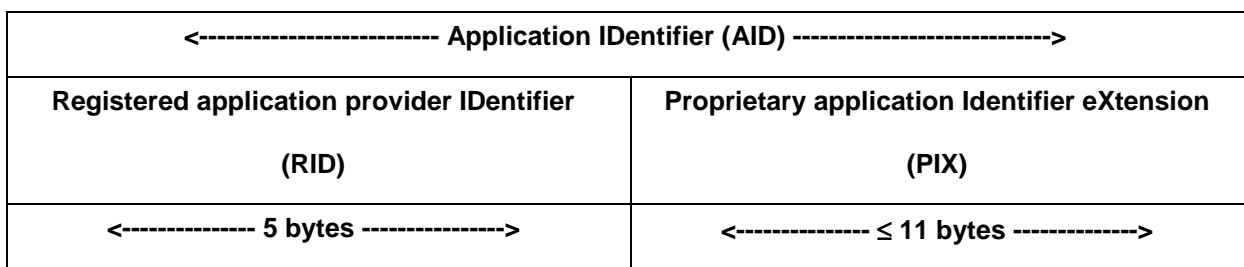 <--------------------------- Application IDentifier (AID) ----------------------------->
Registered application provider IDentifier
Proprietary application Identifier eXtension
(RID)
(PIX)
<--------------- 5 bytes ---------------->
<--------------- ≤ 11 bytes -------------->